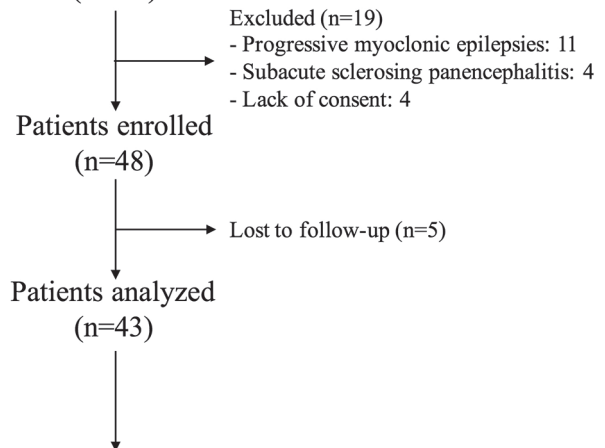 Excluded (n=19)
- Progressive myoclonic epilepsies: 11
- Subacute sclerosing panencephalitis: 4
- Lack of consent: 4
Patients enrolled
(n=48)
Lost to follow-up (n=5)
Patients analyzed
(n=43)